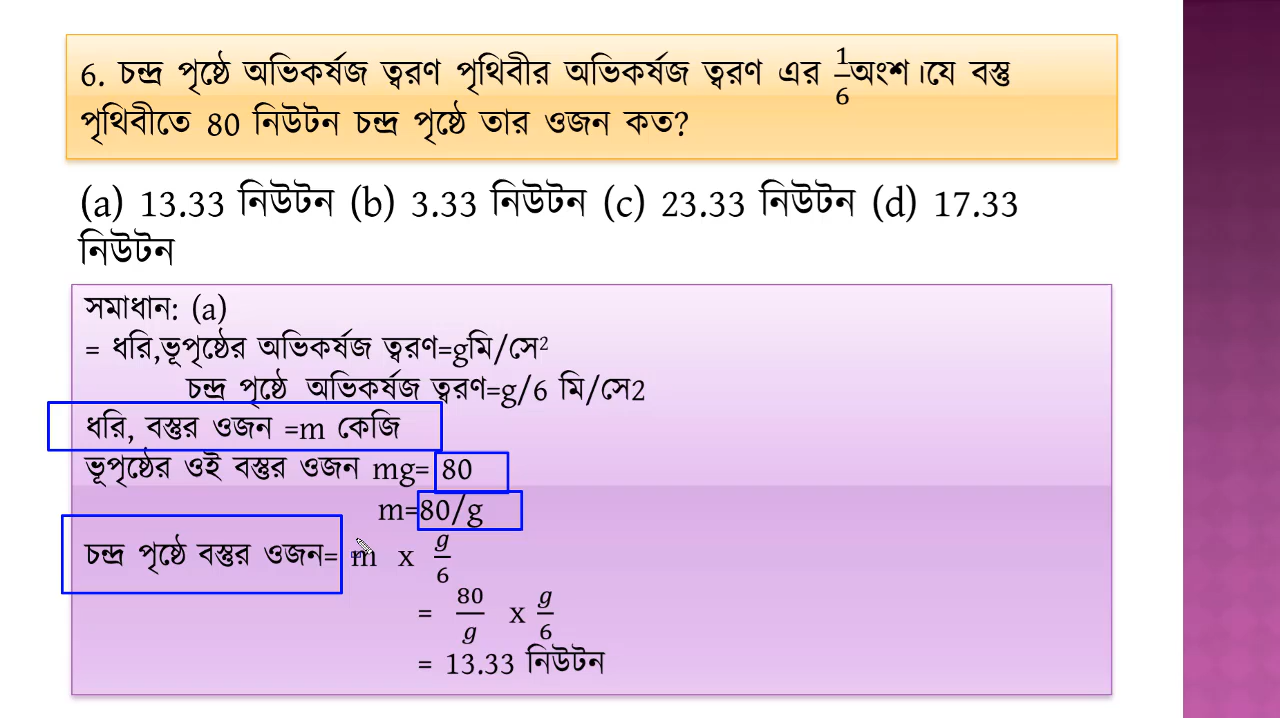 6. চন্দ্র পৃষ্ঠে অভিকর্ষজ ত্বরণ পৃথিবীর অভিকর্ষজ ত্বরণ এর 1/6 অংশ।যে বস্তু
পৃথিবীতে 80 নিউটন চন্দ্র পৃষ্ঠে তার ওজন কত?
(a) 13.33 নিউটন (b) 3.33 নিউটন (c) 23.33 নিউটন (d) 17.33
নিউটন
সমাধান: (a)
= ধরি,ভূপৃষ্ঠের অভিকর্ষজ ত্বরণ=gমি/সে²
চন্দ্র পৃষ্ঠে অভিকর্ষজ ত্বরণ=g/6 মি/সে2
ধরি, বস্তুর ওজন =m কেজি
ভূপৃষ্ঠের ওই বস্তুর ওজন mg= 80
m=80/g
চন্দ্র পৃষ্ঠে বস্তুর ওজন= m x g/6
= 80/g x g/6
= 13.33 নিউটন